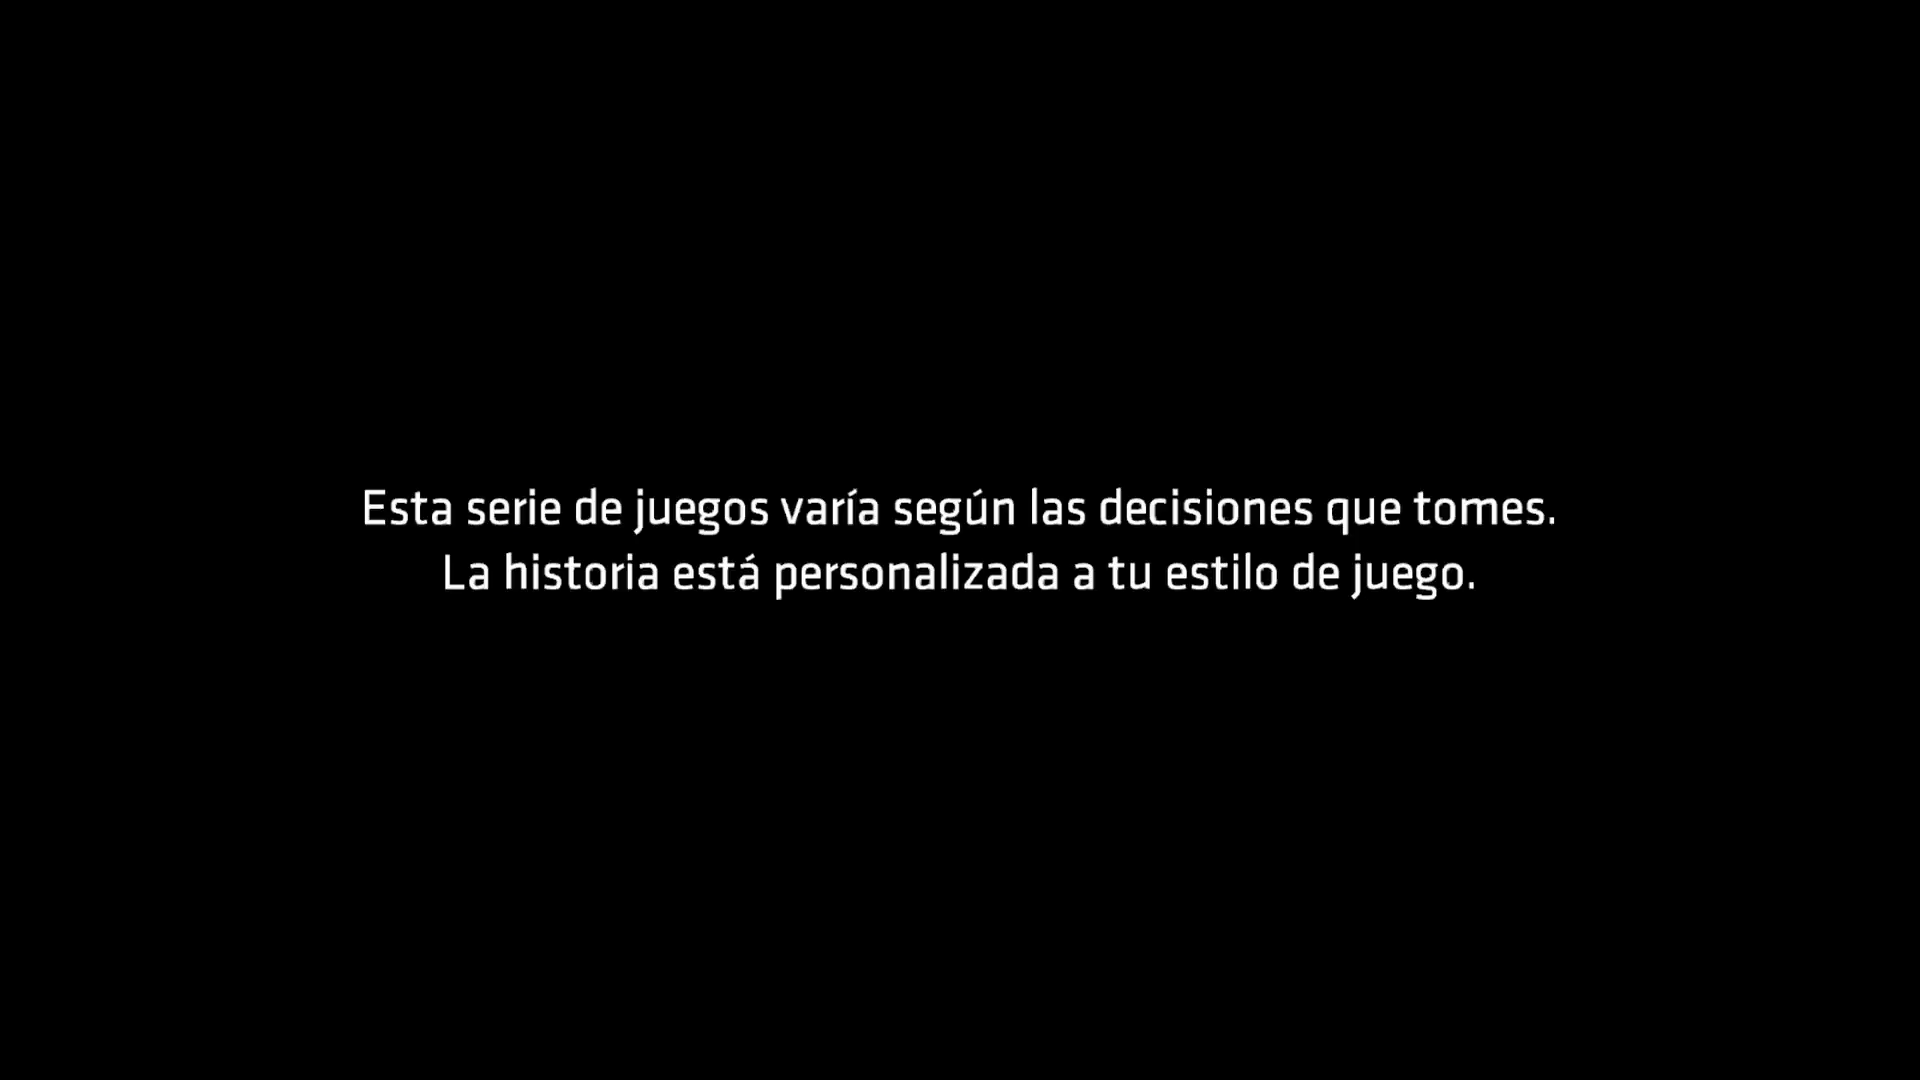 Esta serie de juegos varía según las decisiones que tomes.
La historia está personalizada a tu estilo de juego.